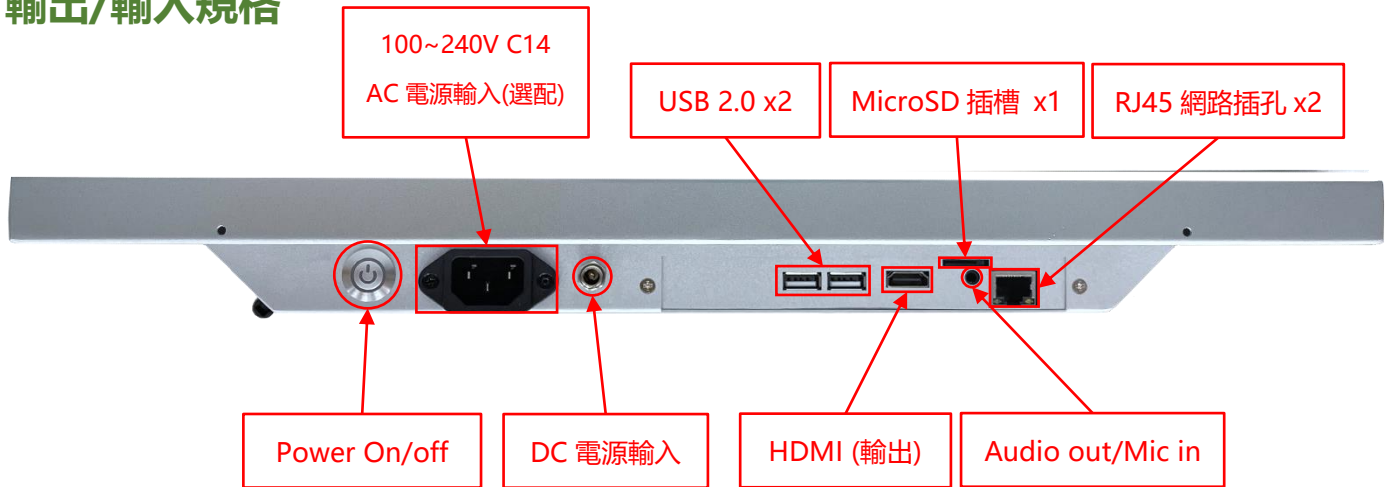 輸出/輸入規格
100~240V C14
AC 電源輸入(選配)
USB 2.0 x2
MicroSD 插槽 x1
RJ45 網路插孔 x2
Power On/off
DC 電源輸入
HDMI (輸出)
Audio out/Mic in